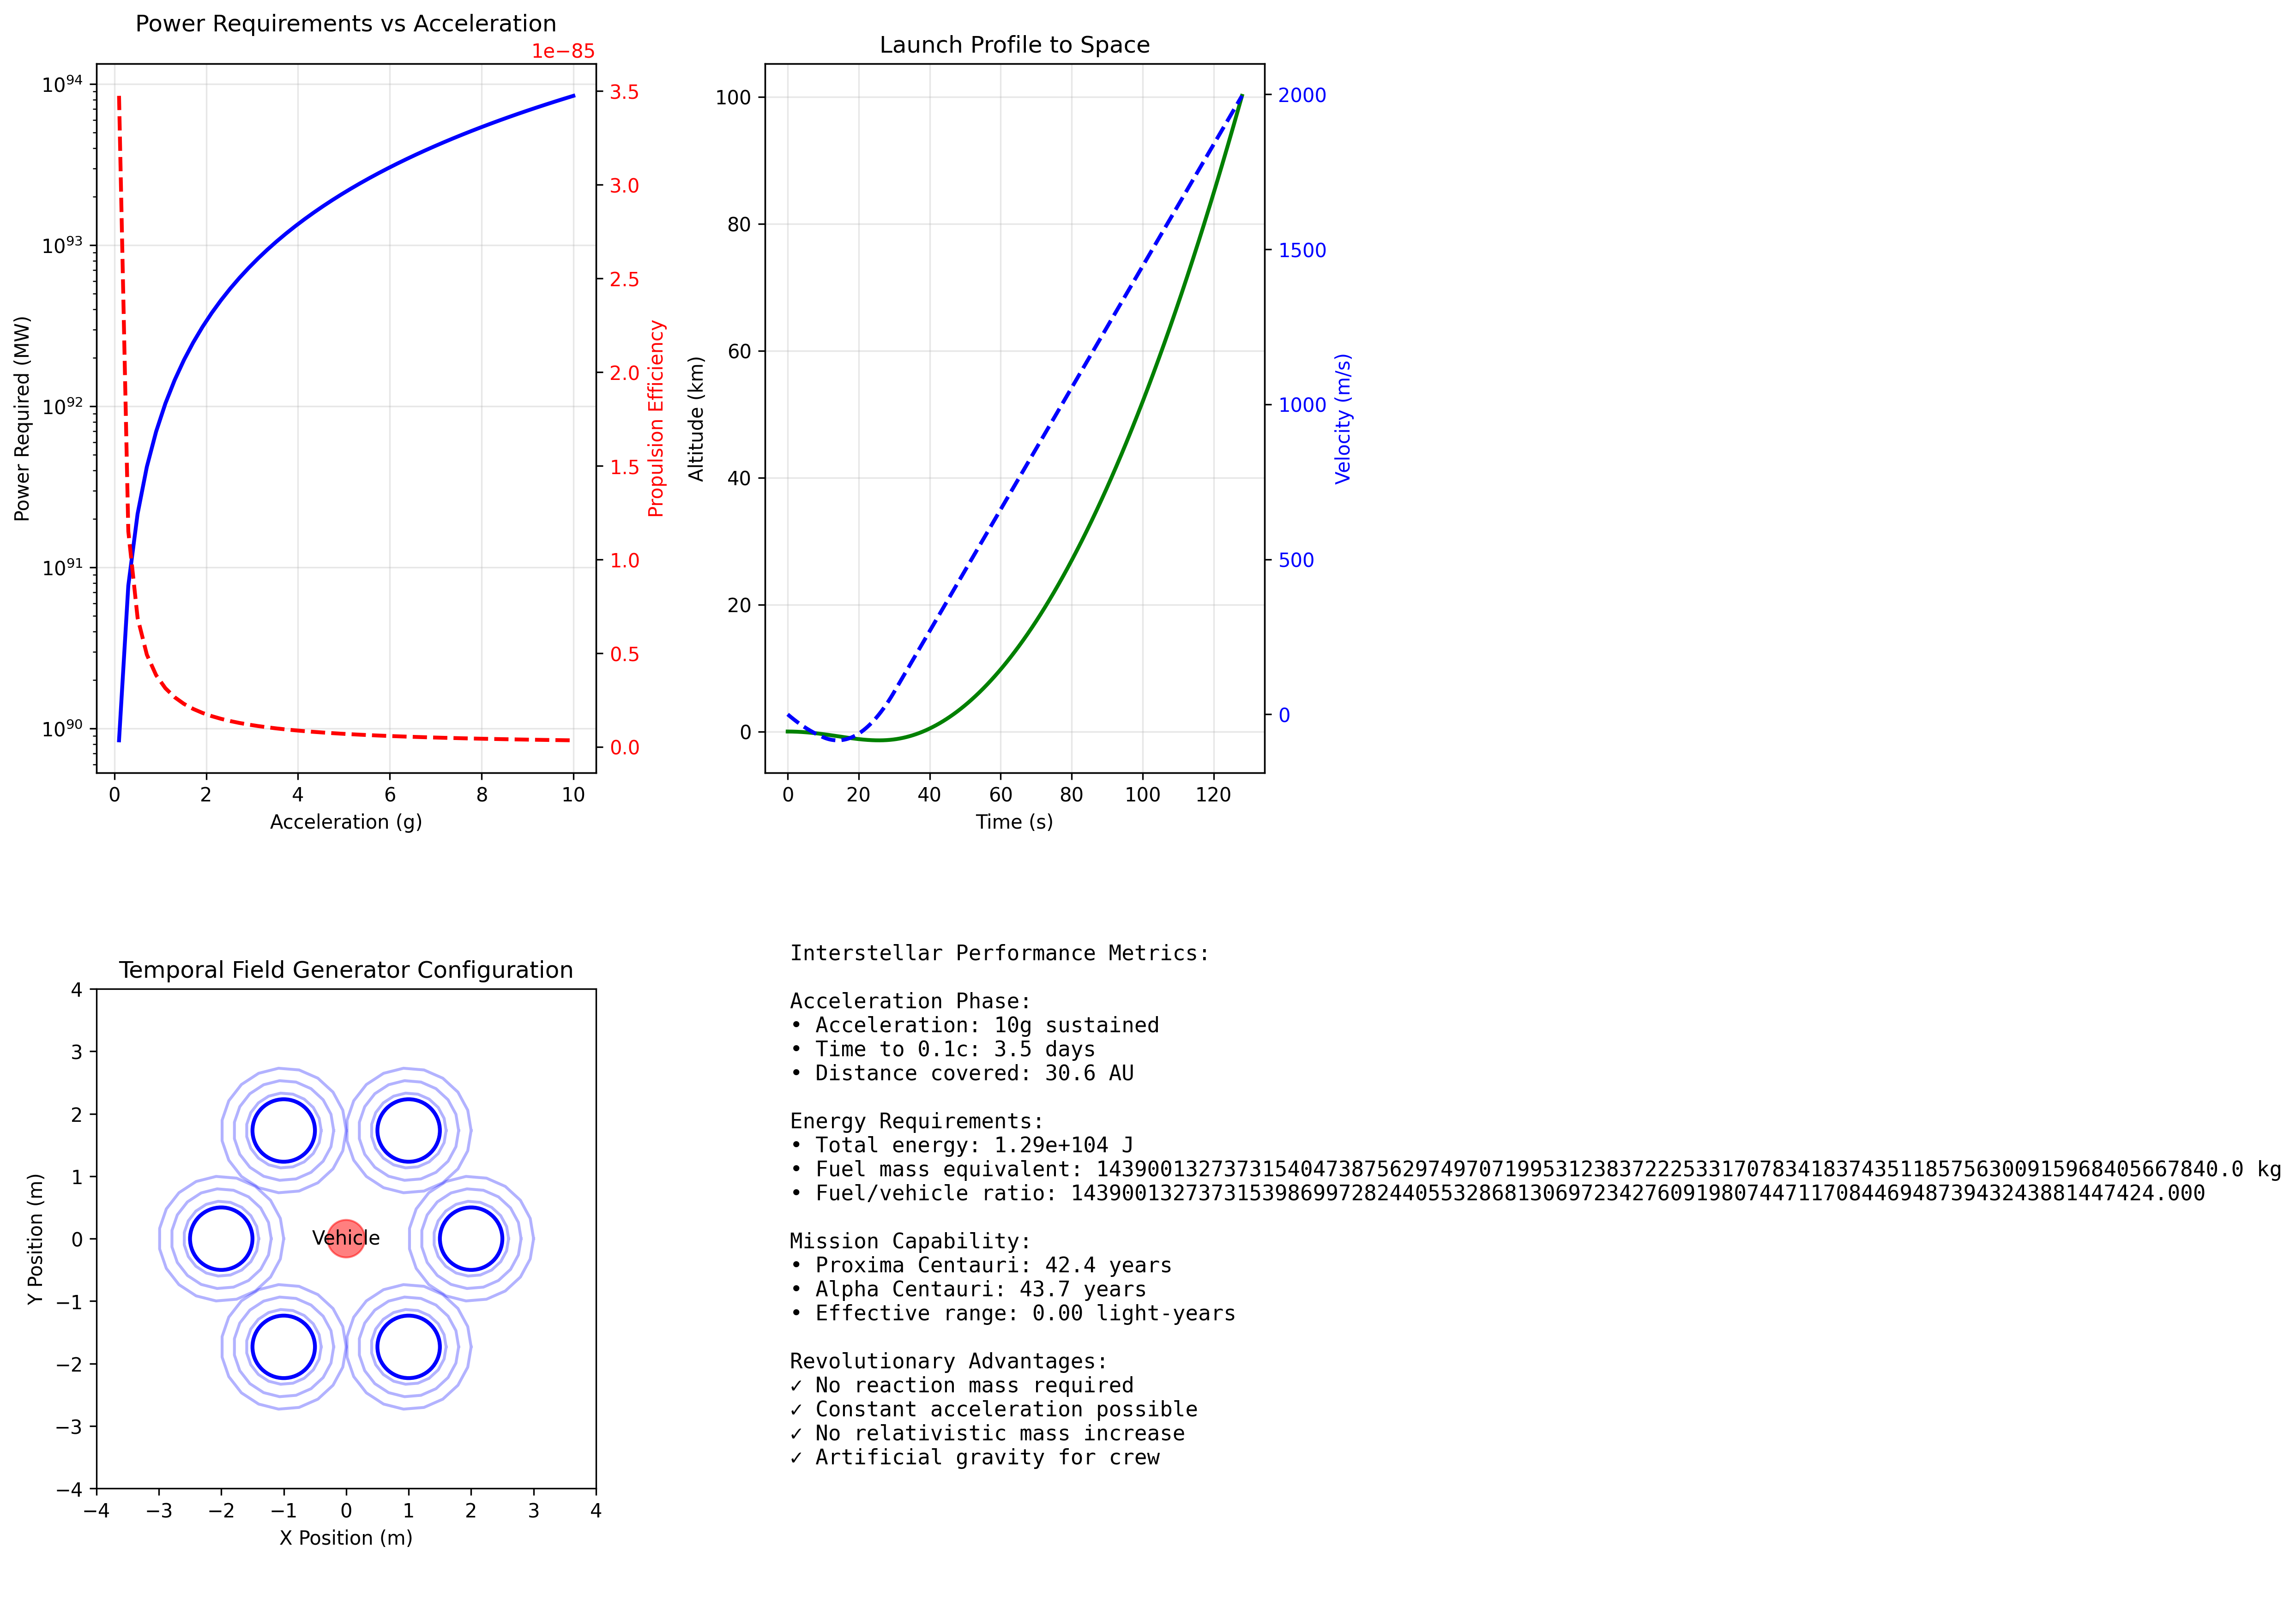 Power Requirements vs Acceleration
1e−85
Power Required (MW)
10^94
10^93
10^92
10^91
10^90
3.5
3.0
2.5
2.0
1.5
1.0
0.5
0.0
Propulsion Efficiency
0 2 4 6 8 10
Acceleration (g)
Launch Profile to Space
Altitude (km)
100
80
60
40
20
0
2000
1500
1000
500
0
Velocity (m/s)
0 20 40 60 80 100 120
Time (s)
Temporal Field Generator Configuration
Y Position (m)
4
3
2
1
0
−1
−2
−3
−4
Vehicle
−4 −3 −2 −1 0 1 2 3 4
X Position (m)
Interstellar Performance Metrics:
Acceleration Phase:
• Acceleration: 10g sustained
• Time to 0.1c: 3.5 days
• Distance covered: 30.6 AU
Energy Requirements:
• Total energy: 1.29e+104 J
• Fuel mass equivalent: 143900132737315404738756297497071995312383722253317078341837435118575630091596840566784​0.0 kg
• Fuel/vehicle ratio: 143900132737315398699728244055328681306972342760919807447117084469487394324388144742​4.000
Mission Capability:
• Proxima Centauri: 42.4 years
• Alpha Centauri: 43.7 years
• Effective range: 0.00 light-years
Revolutionary Advantages:
✓ No reaction mass required
✓ Constant acceleration possible
✓ No relativistic mass increase
✓ Artificial gravity for crew